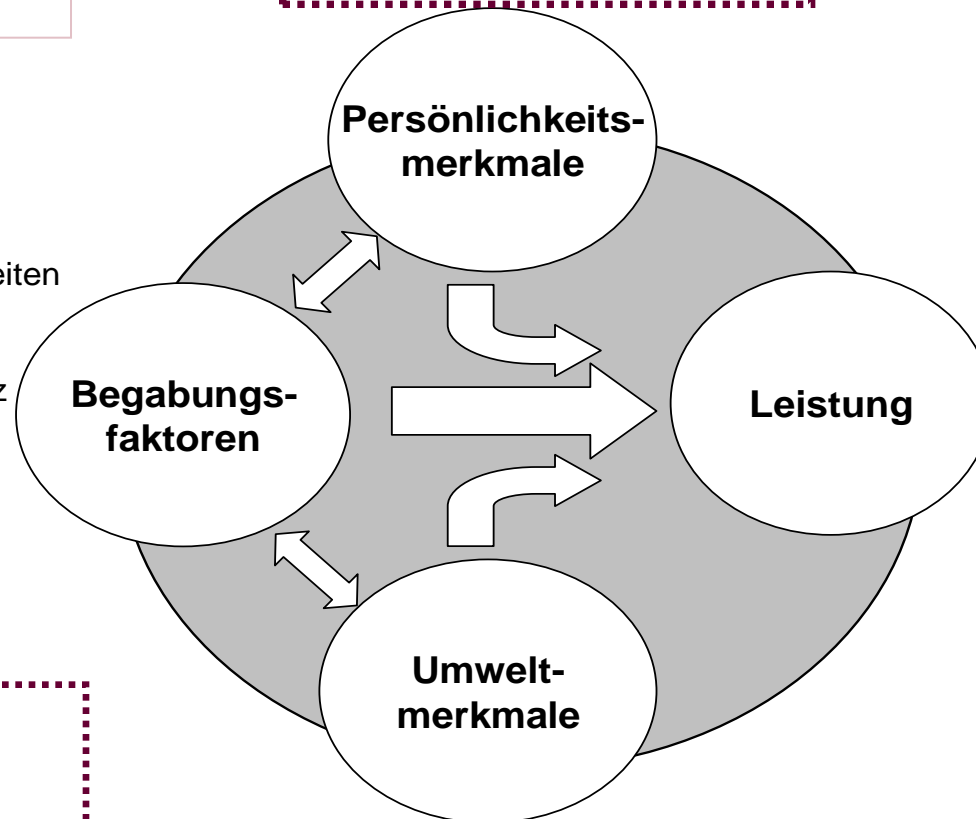 Persönlichkeits-
merkmale
eiten
z
Begabungs-
faktoren
Leistung
Umwelt-
merkmale